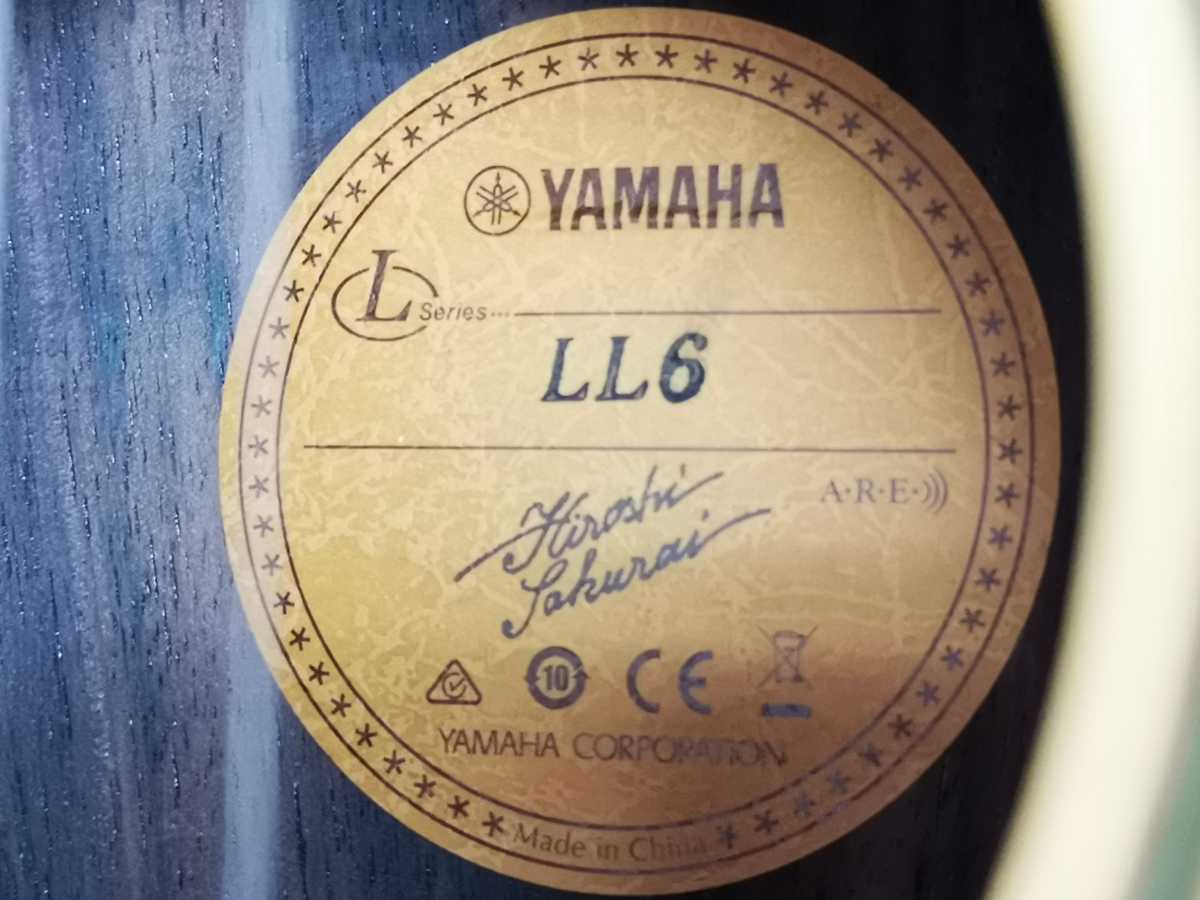 YAMAHA
L Series...
LL6
Hiroshi
Sakurai
A·R·E·)))
10
CE
YAMAHA CORPORATION
Made in China